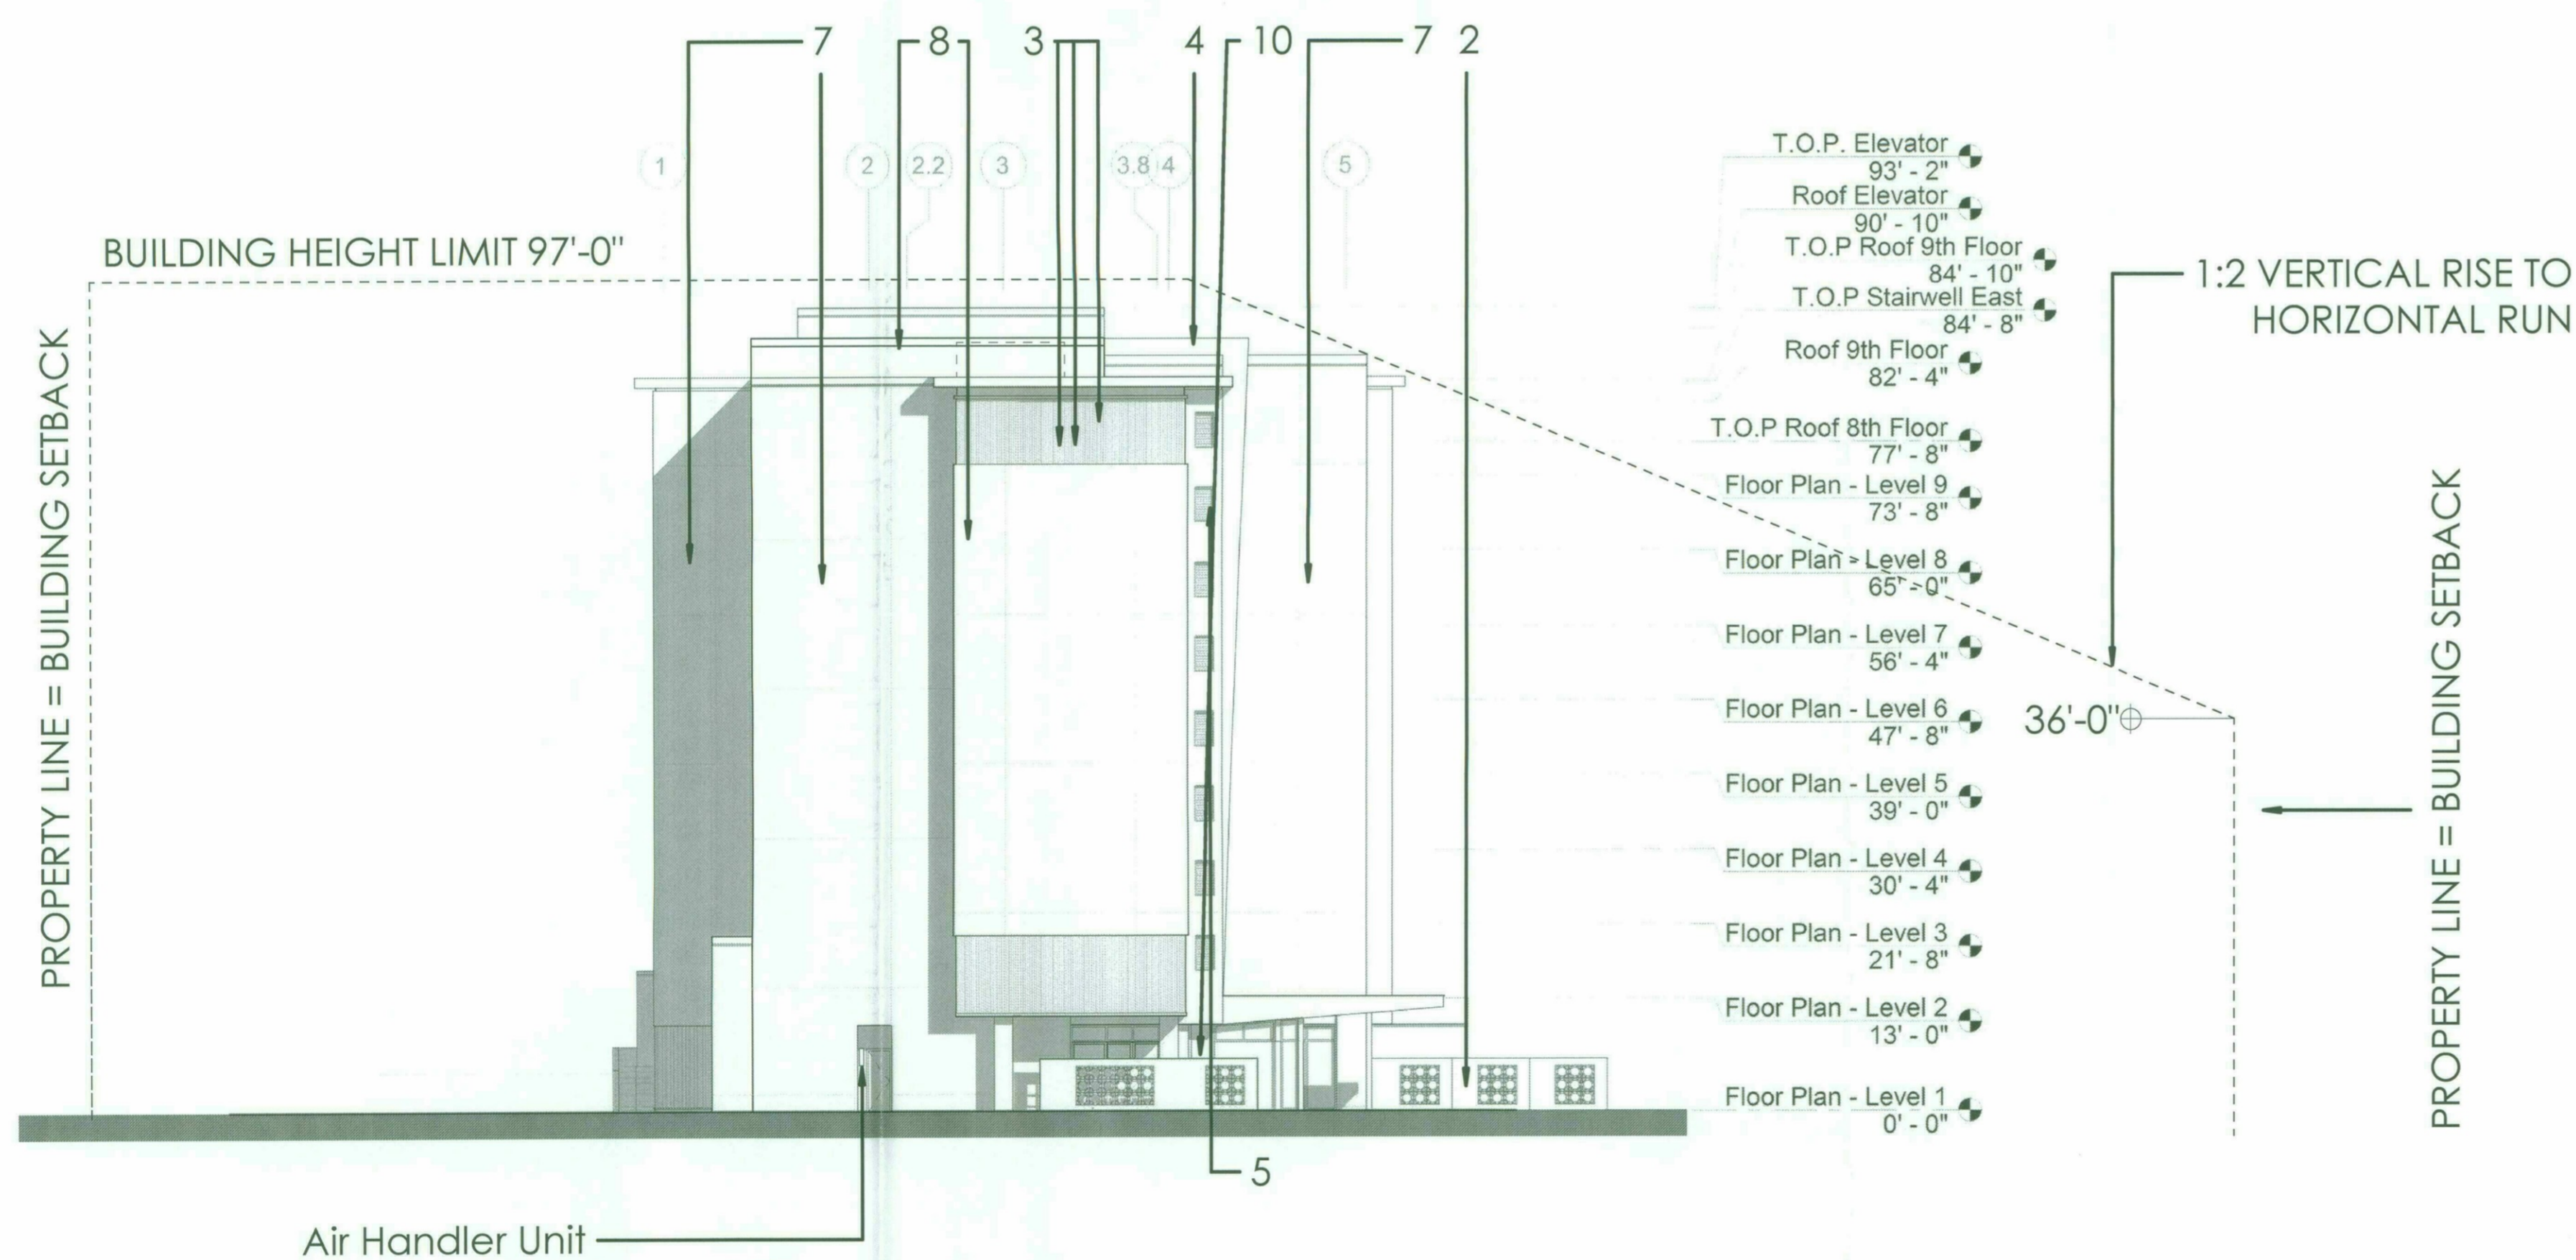 7 8 3 4 10 7 2
1 2 2.2 3 3.8 4 5
BUILDING HEIGHT LIMIT 97'-0"
PROPERTY LINE = BUILDING SETBACK
T.O.P. Elevator
93' - 2"
Roof Elevator
90' - 10"
T.O.P Roof 9th Floor
84' - 10"
T.O.P Stairwell East
84' - 8"
Roof 9th Floor
82' - 4"
T.O.P Roof 8th Floor
77' - 8"
Floor Plan - Level 9
73' - 8"
Floor Plan - Level 8
65' - 0"
Floor Plan - Level 7
56' - 4"
Floor Plan - Level 6
47' - 8"
Floor Plan - Level 5
39' - 0"
Floor Plan - Level 4
30' - 4"
Floor Plan - Level 3
21' - 8"
Floor Plan - Level 2
13' - 0"
Floor Plan - Level 1
0' - 0"
1:2 VERTICAL RISE TO
HORIZONTAL RUN
36'-0"
PROPERTY LINE = BUILDING SETBACK
5
Air Handler Unit